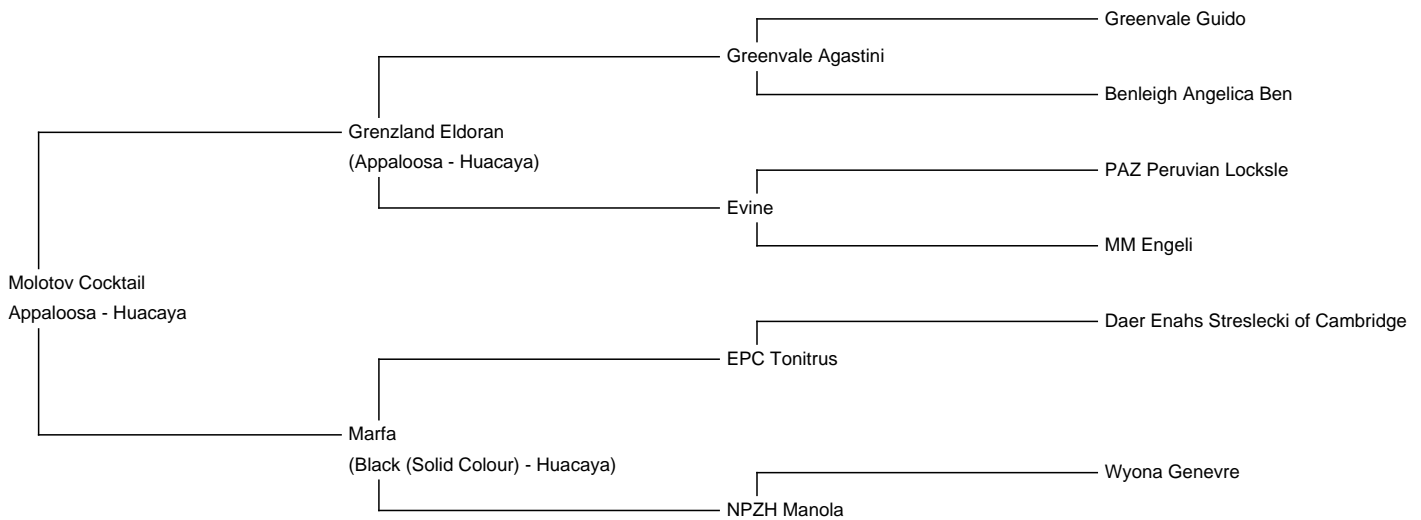 Greenvale Guido
Greenvale Agastini
Benleigh Angelica Ben
Grenzland Eldoran
(Appaloosa - Huacaya)
PAZ Peruvian Locksle
Evine
MM Engeli
Molotov Cocktail
Appaloosa - Huacaya
Daer Enahs Streslecki of Cambridge
EPC Tonitrus
Marfa
(Black (Solid Colour) - Huacaya)
Wyona Genevre
NPZH Manola